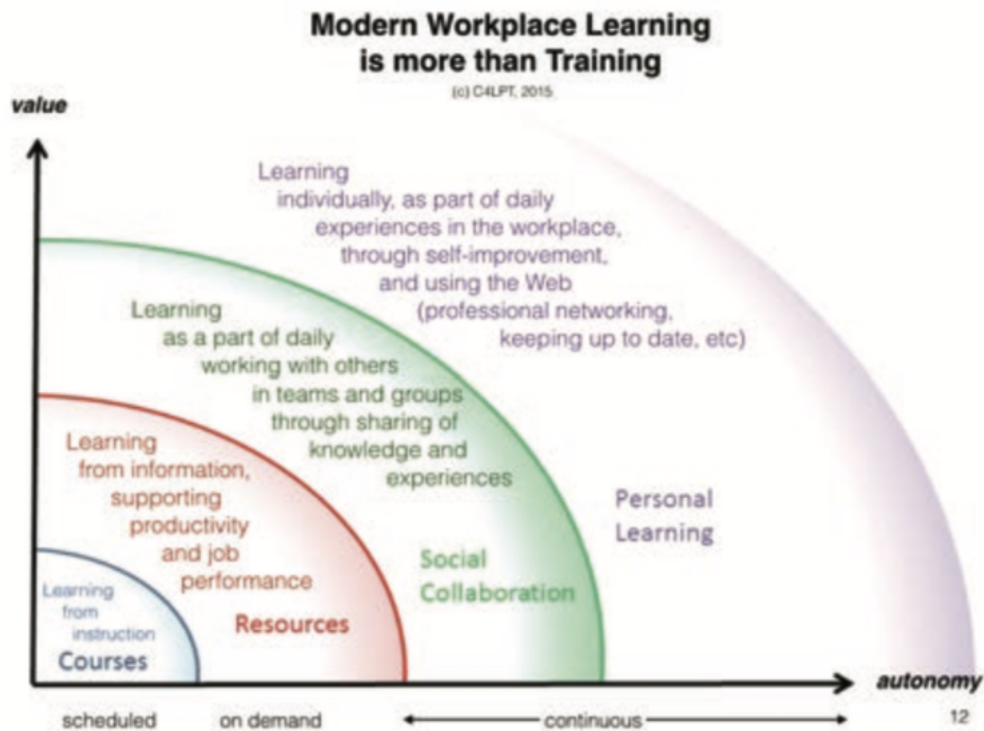 Modern Workplace Learning
is more than Training
(c) C4LPT, 2015
value
Learning
individually, as part of daily
experiences in the workplace,
through self-improvement,
and using the Web
(professional networking,
keeping up to date, etc)
Learning
as a part of daily
working with others
in teams and groups
through sharing of
knowledge and
experiences
Learning
from information,
supporting
productivity
and job
performance
Personal
Learning
Social
Collaboration
Learning
from
instruction
Courses
Resources
autonomy
scheduled
on demand
continuous
12